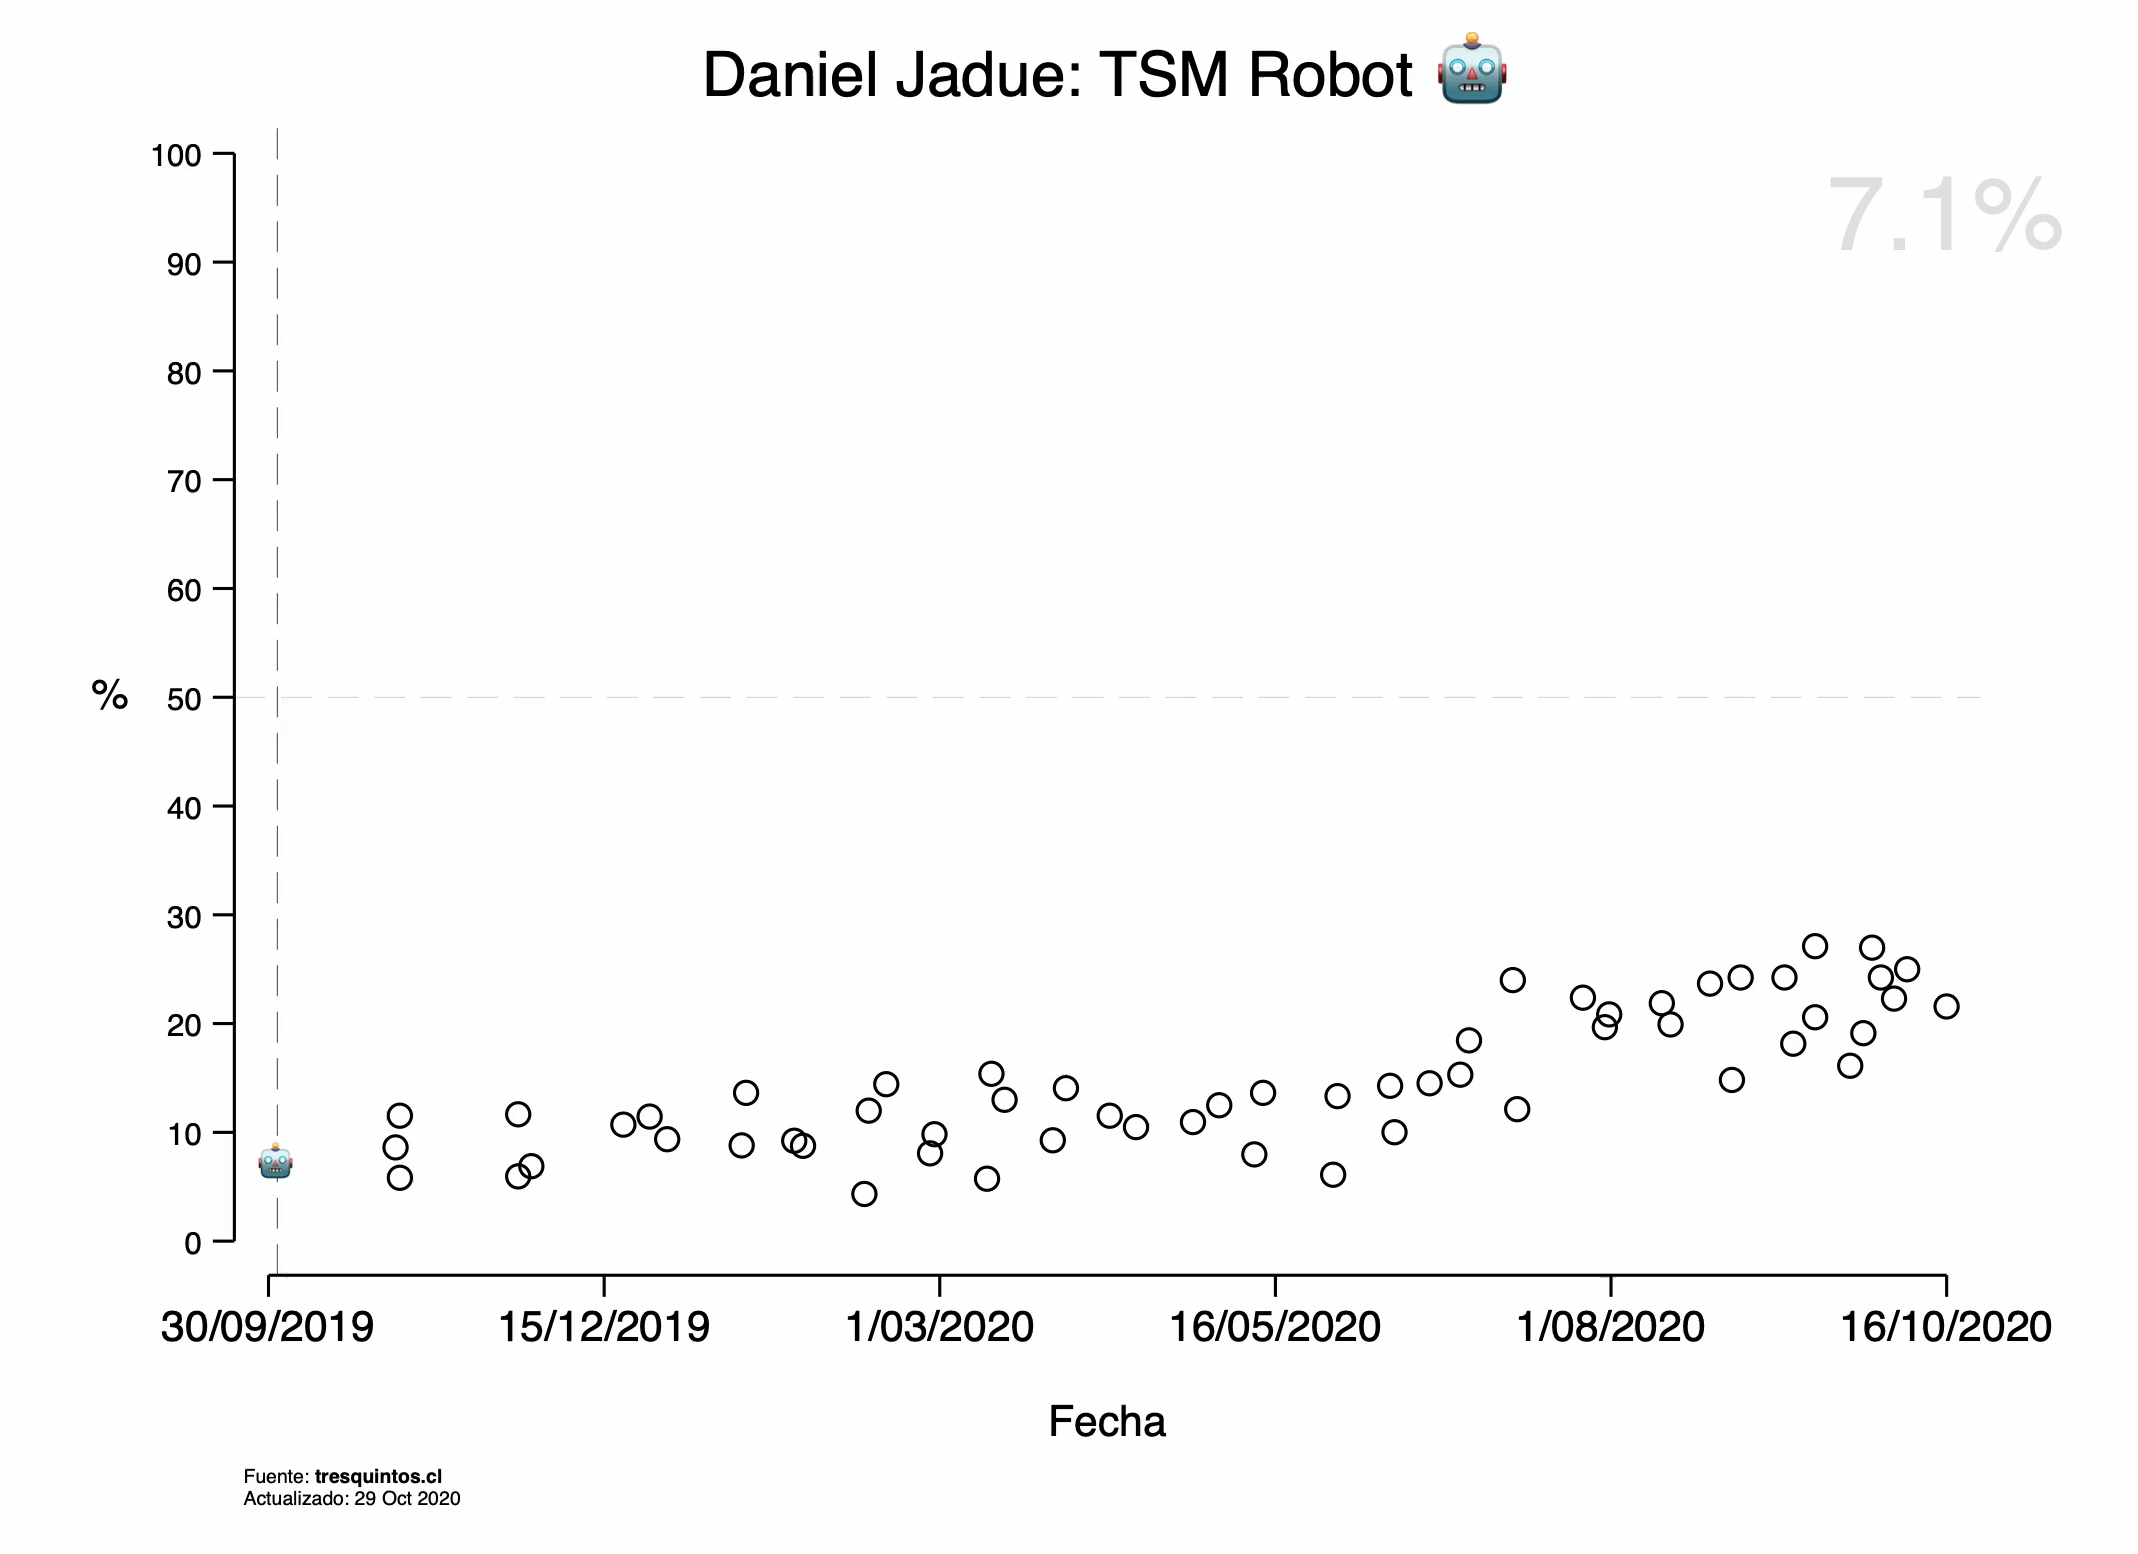 Daniel Jadue: TSM Robot 🤖
7.1%
100
90
80
70
60
50
40
30
20
10
0
%
30/09/2019 15/12/2019 1/03/2020 16/05/2020 1/08/2020 16/10/2020
Fecha
Fuente: tresquintos.cl
Actualizado: 29 Oct 2020